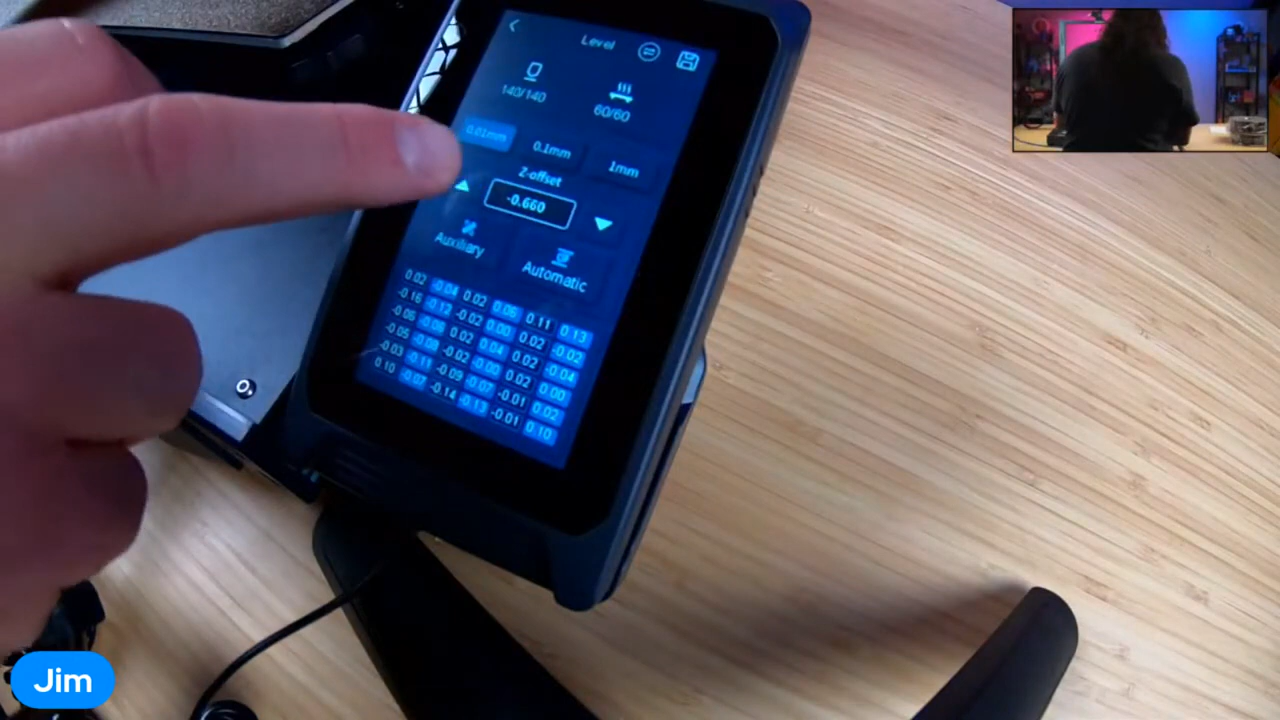 Level
140/140
60/60
0.01mm
0.1mm
1mm
Z-offset
-0.660
Auxiliary
Automatic
0.02 -0.04 0.02 0.06 0.11 0.13
-0.16 -0.12 -0.02 0.00 0.02 -0.02
-0.06 -0.08 0.02 0.04 0.02 -0.04
-0.05 -0.08 -0.02 -0.00 0.02 0.00
-0.03 -0.11 -0.09 -0.07 -0.01 0.02
0.10 -0.07 -0.14 -0.13 -0.01 0.10
Jim